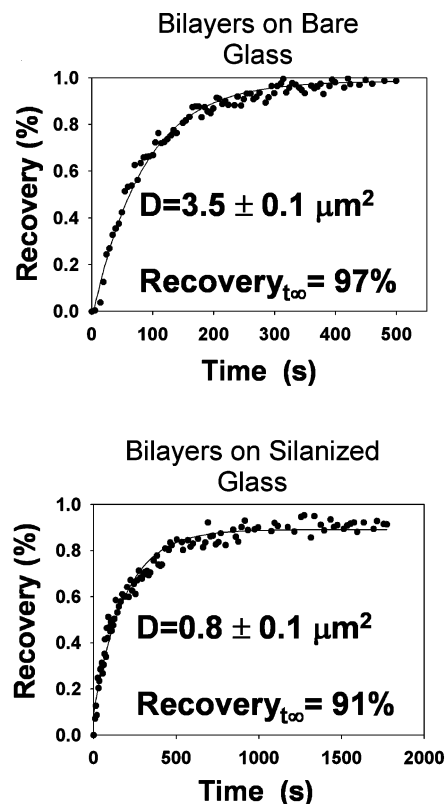 Bilayers on Bare
Glass
1.0
0.8
0.6
0.4
0.2
0.0
Recovery (%)
D=3.5 ± 0.1 μm²
Recoveryt∞= 97%
0 100 200 300 400 500
Time (s)
Bilayers on Silanized
Glass
1.0
0.8
0.6
0.4
0.2
0.0
Recovery (%)
D=0.8 ± 0.1 μm²
Recoveryt∞= 91%
0 500 1000 1500 2000
Time (s)